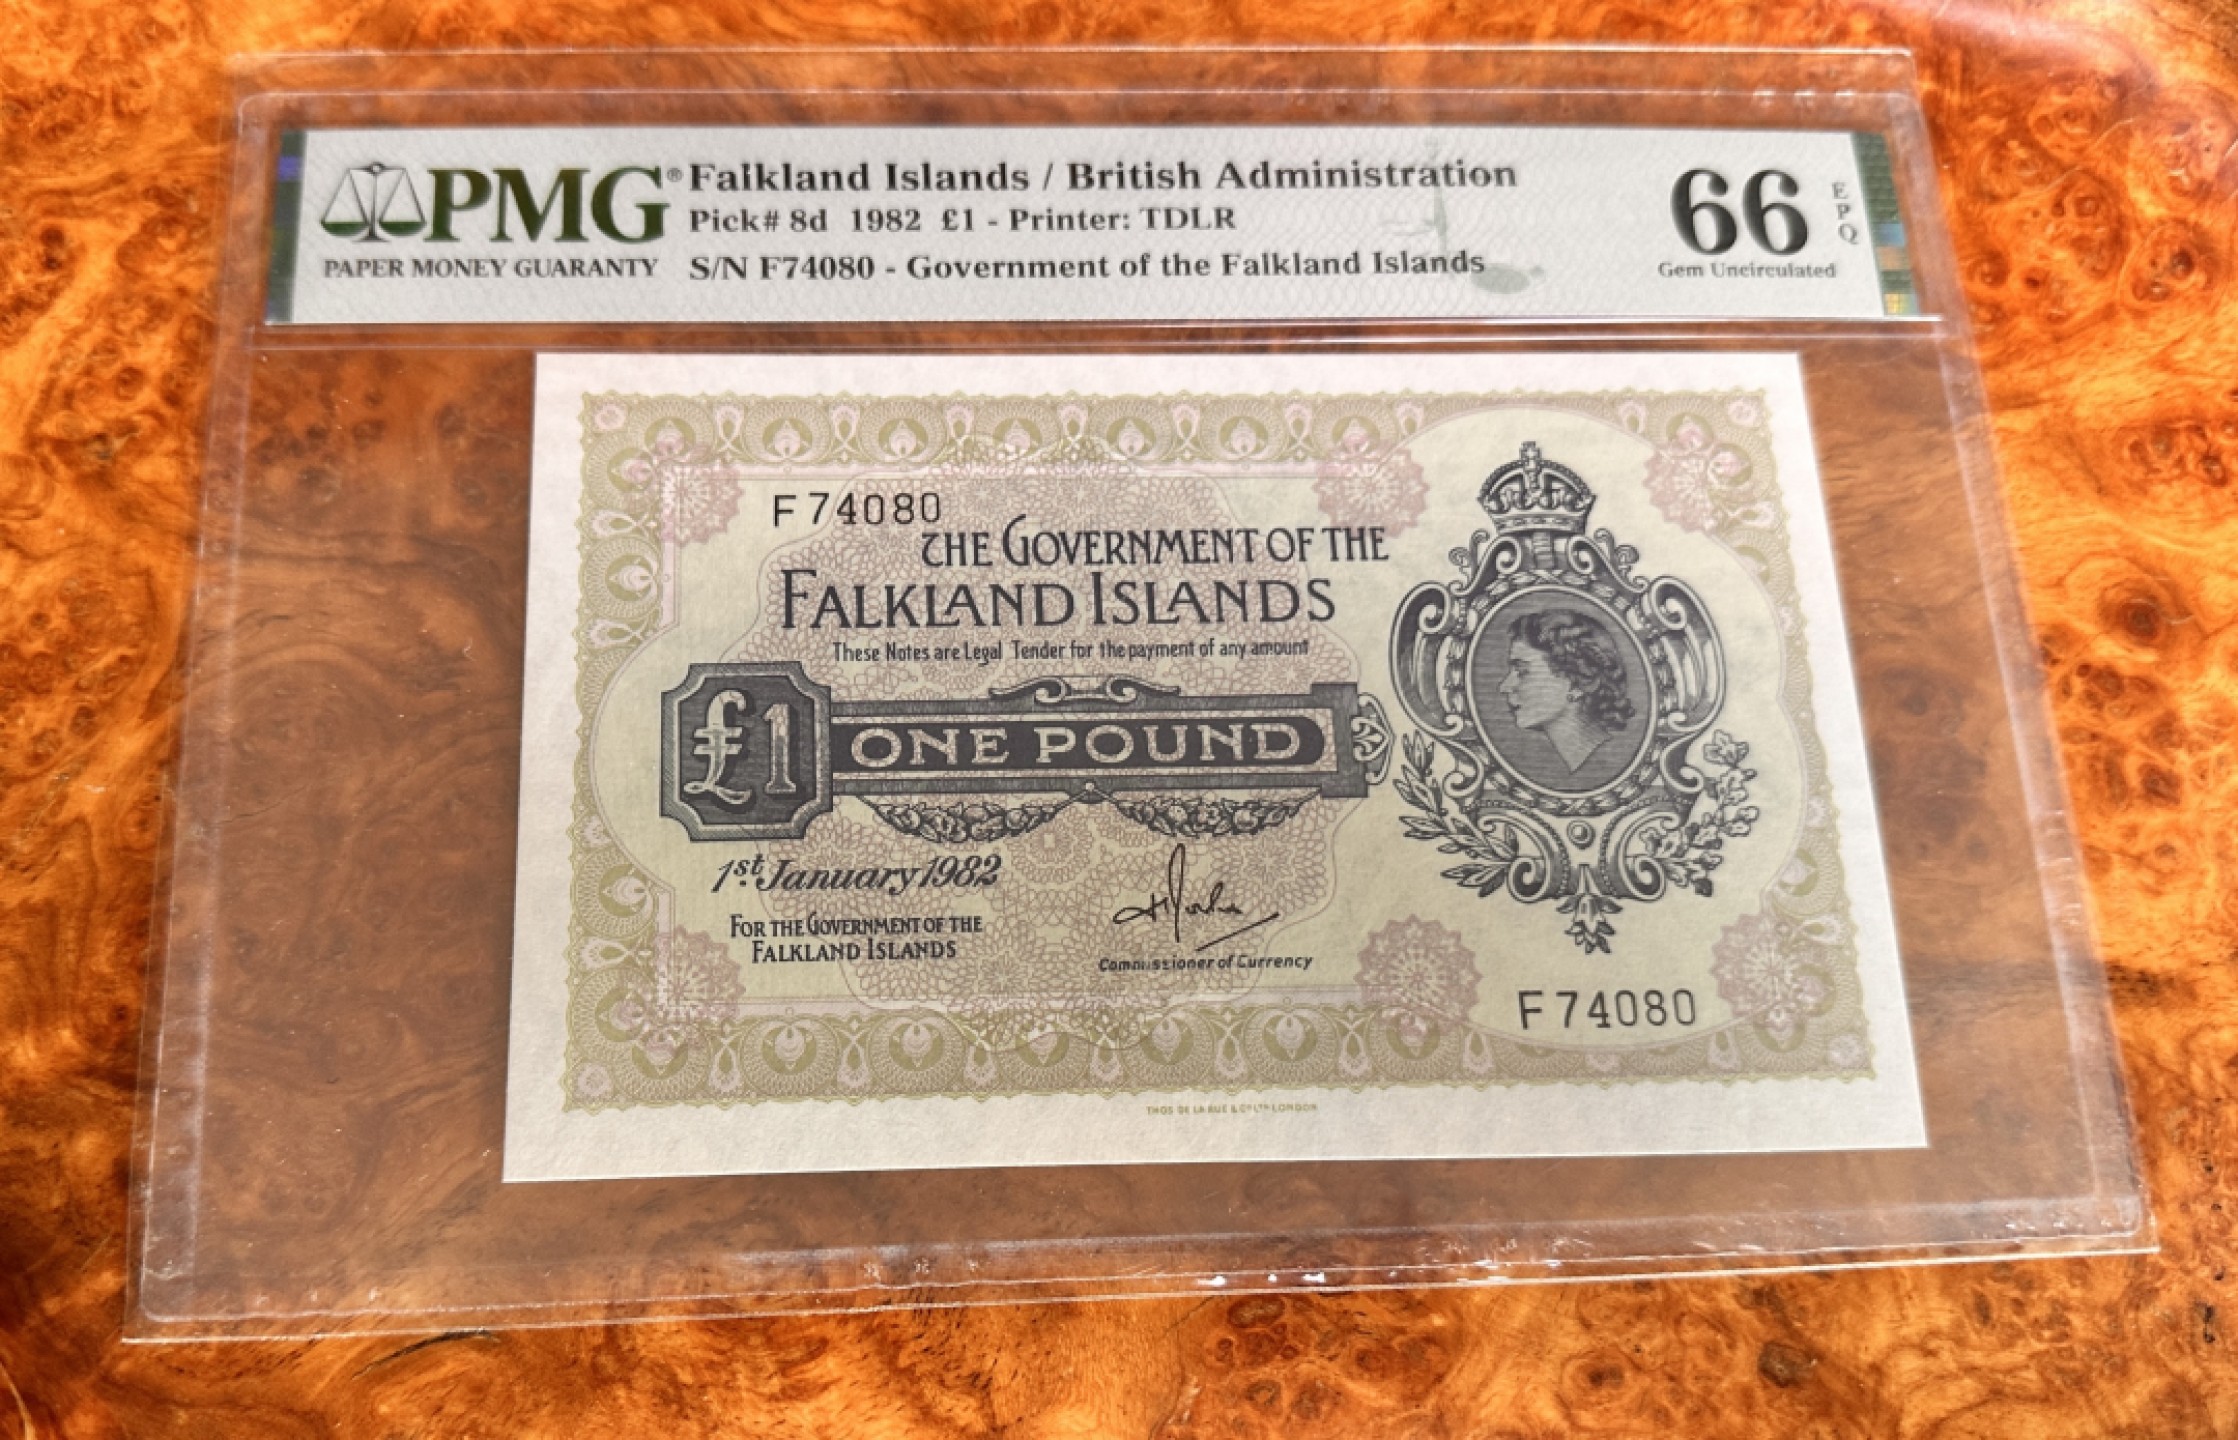 PMG®
PAPER MONEY GUARANTY
Falkland Islands / British Administration
Pick# 8d 1982 £1 - Printer: TDLR
S/N F74080 - Government of the Falkland Islands
66
EPQ
Gem Uncirculated
F 74080
THE GOVERNMENT OF THE
FALKLAND ISLANDS
These Notes are Legal Tender for the payment of any amount
£1 ONE POUND
1st January 1982
FOR THE GOVERNMENT OF THE
FALKLAND ISLANDS
Commissioner of Currency
F 74080
THOS DE LA RUE & CO LTD LONDON